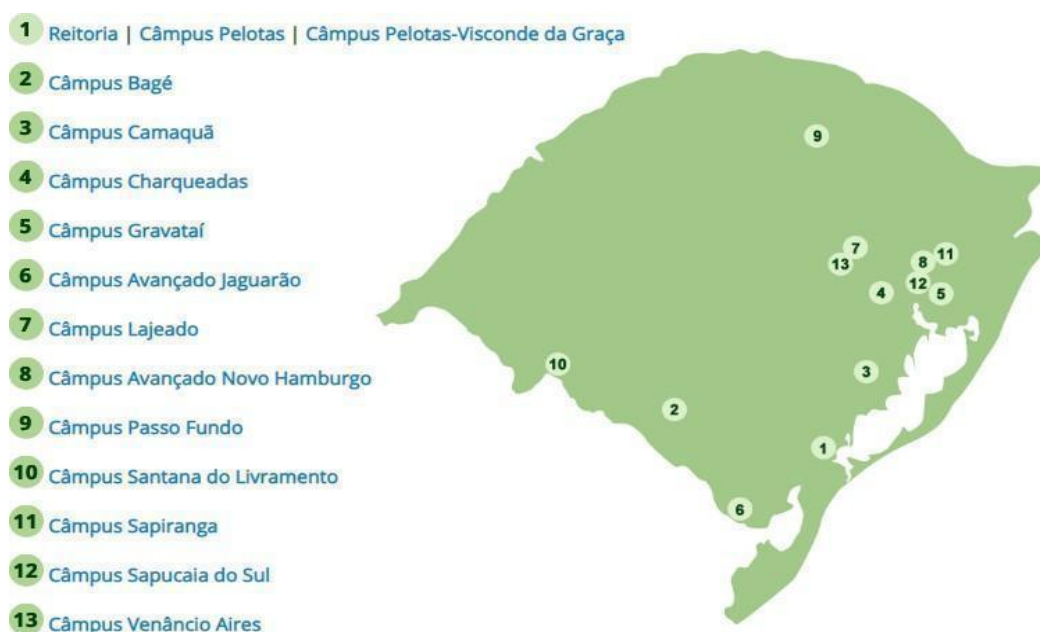 1 Reitoria | Câmpus Pelotas | Câmpus Pelotas-Visconde da Graça
2 Câmpus Bagé
3 Câmpus Camaquã
4 Câmpus Charqueadas
5 Câmpus Gravataí
6 Câmpus Avançado Jaguarão
7 Câmpus Lajeado
8 Câmpus Avançado Novo Hamburgo
9 Câmpus Passo Fundo
10 Câmpus Santana do Livramento
11 Câmpus Sapiranga
12 Câmpus Sapucaia do Sul
13 Câmpus Venâncio Aires
9
7
11
8
13
12
4
5
10
3
2
1
6